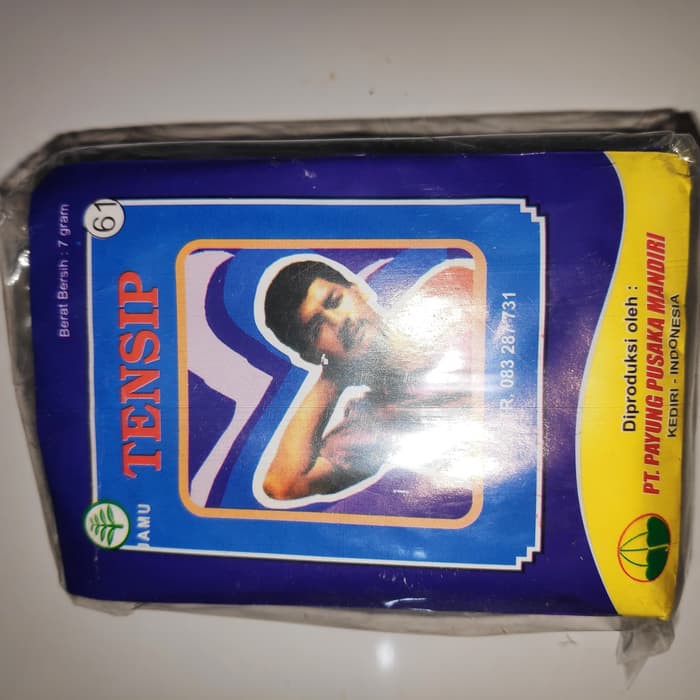 Berat Bersih : 7 gram
61
JAMU
TENSIP
R. 083 287 731
Diproduksi oleh :
PT. PAYUNG PUSAKA MANDIRI
KEDIRI - INDONESIA